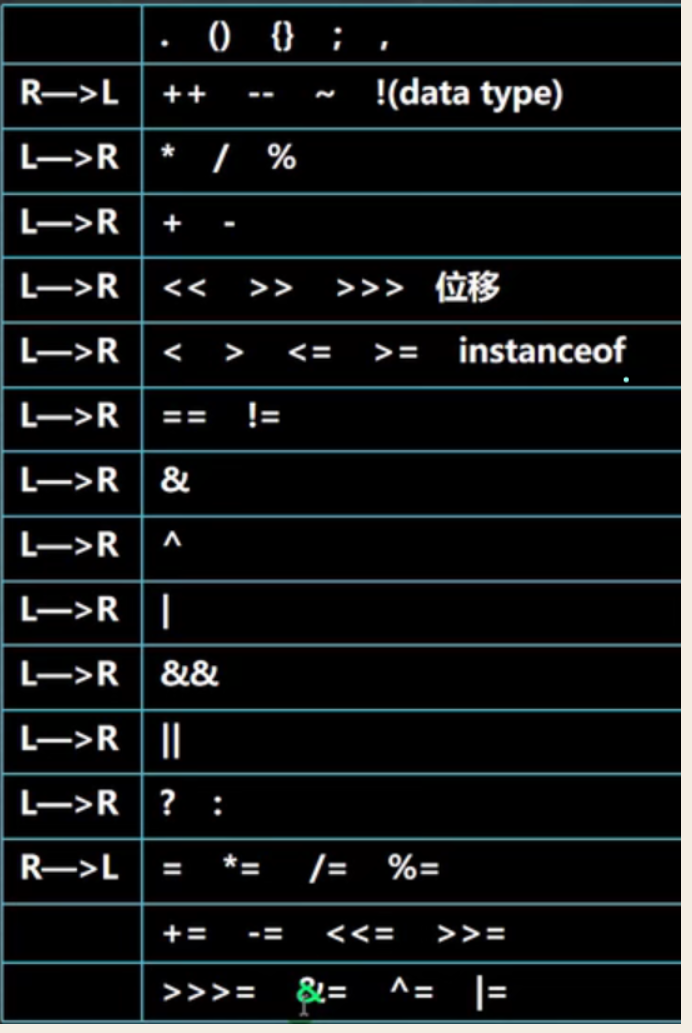 . () {} ; ,
R—>L ++ -- ~ !(data type)
L—>R * / %
L—>R + -
L—>R << >> >>> 位移
L—>R < > <= >= instanceof
L—>R == !=
L—>R &
L—>R ^
L—>R |
L—>R &&
L—>R ||
L—>R ? :
R—>L = *= /= %=
+= -= <<= >>=
>>>= &= ^= |=